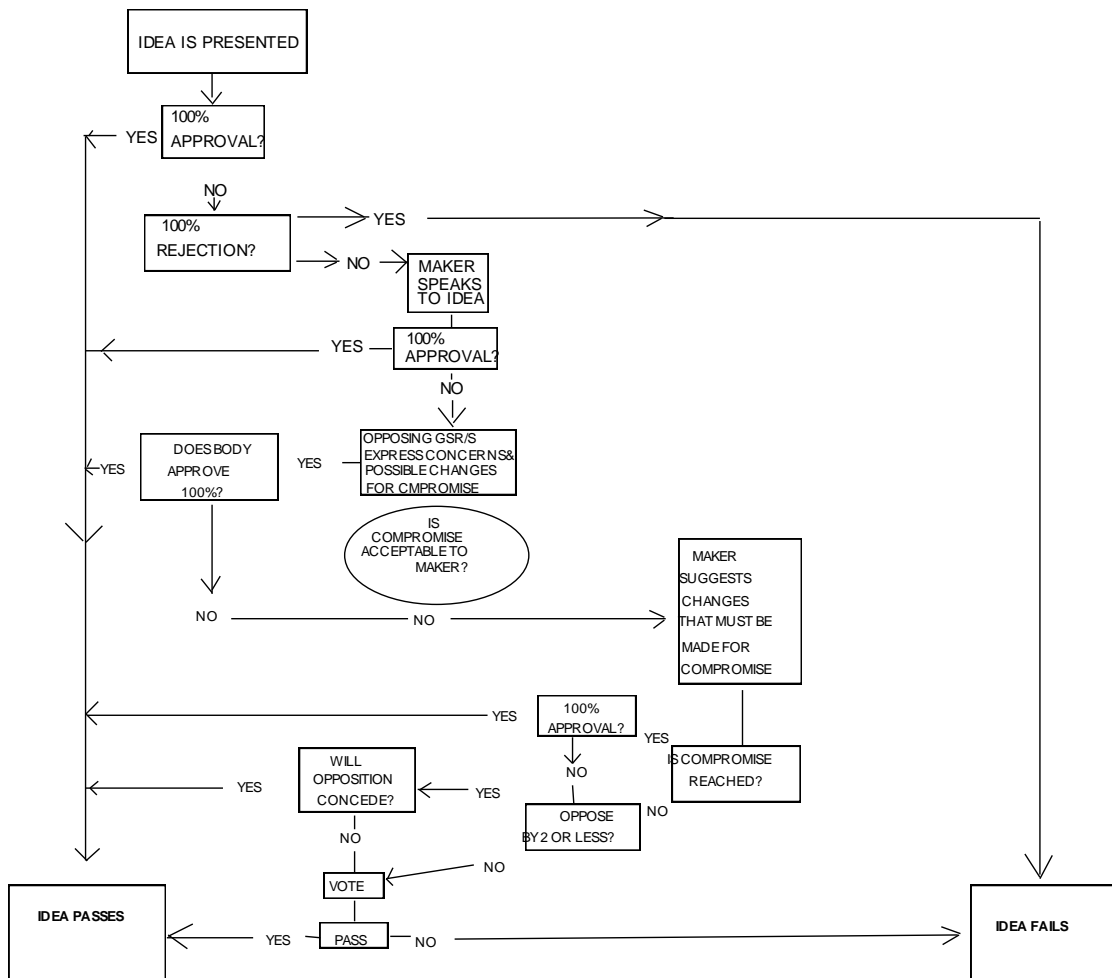 IDEA IS PRESENTED
100%
APPROVAL?
YES
NO
100%
REJECTION?
YES
NO
MAKER
SPEAKS
TO IDEA
100%
APPROVAL?
YES
NO
OPPOSING GSR/S
EXPRESS CONCERNS&
POSSIBLE CHANGES
FOR CMPROMISE
YES
DOES BODY
APPROVE
100%?
YES
IS
COMPROMISE
ACCEPTABLE TO
MAKER?
NO
NO
MAKER
SUGGESTS
CHANGES
THAT MUST BE
MADE FOR
COMPROMISE
100%
APPROVAL?
YES
YES
IS COMPROMISE
REACHED?
NO
NO
OPPOSE
BY 2 OR LESS?
YES
WILL
OPPOSITION
CONCEDE?
YES
NO
NO
VOTE
PASS
YES
NO
IDEA PASSES
IDEA FAILS